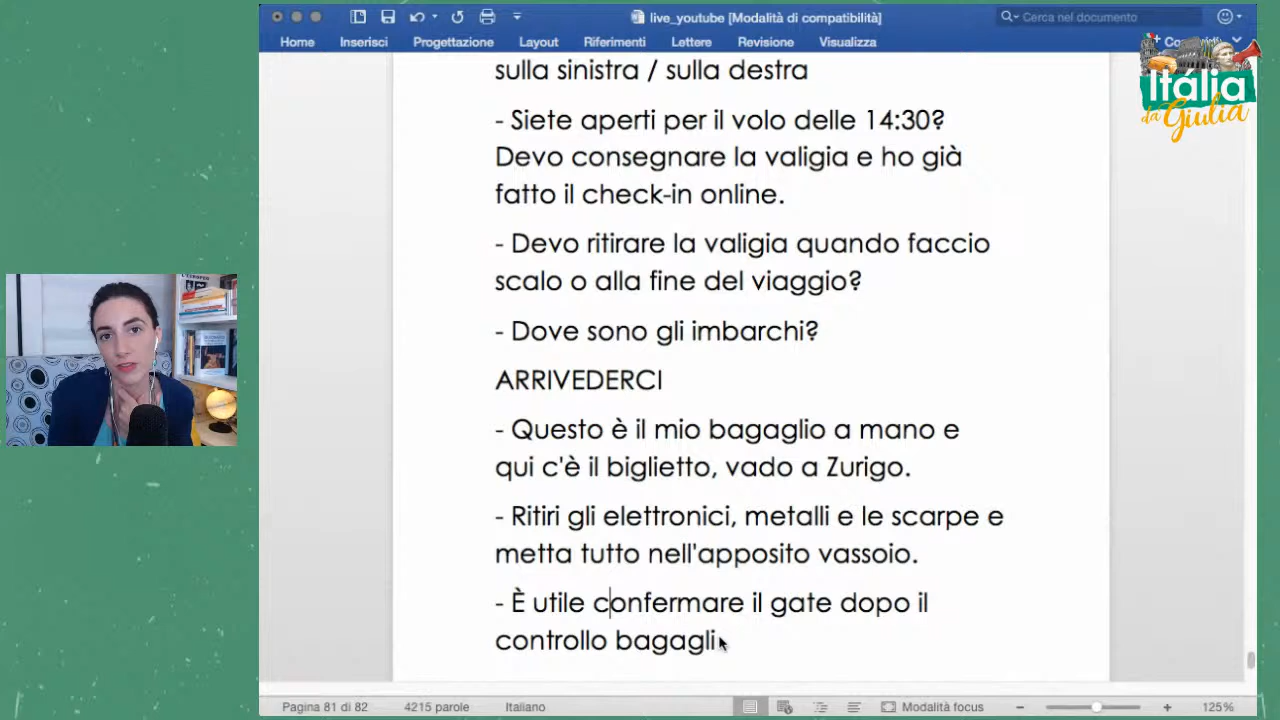 live_youtube [Modalità di compatibilità]
Cerca nel documento
Home Inserisci Progettazione Layout Riferimenti Lettere Revisione Visualizza
Itália
da Giulia
sulla sinistra / sulla destra
- Siete aperti per il volo delle 14:30?
Devo consegnare la valigia e ho già
fatto il check-in online.
- Devo ritirare la valigia quando faccio
scalo o alla fine del viaggio?
- Dove sono gli imbarchi?
ARRIVEDERCI
- Questo è il mio bagaglio a mano e
qui c'è il biglietto, vado a Zurigo.
- Ritiri gli elettronici, metalli e le scarpe e
metta tutto nell'apposito vassoio.
- È utile confermare il gate dopo il
controllo bagagli
Pagina 81 di 82 4215 parole Italiano Modalità focus 125%